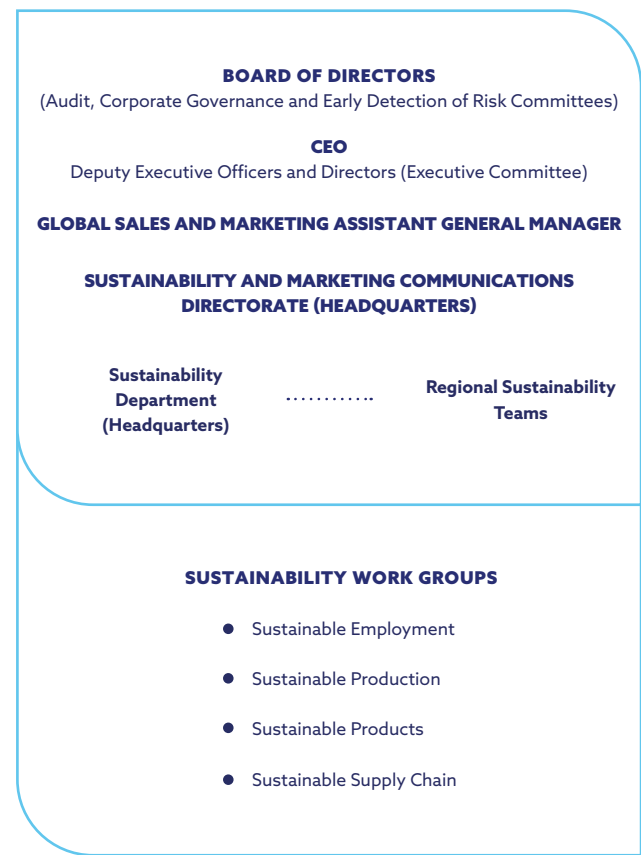 BOARD OF DIRECTORS
(Audit, Corporate Governance and Early Detection of Risk Committees)
CEO
Deputy Executive Officers and Directors (Executive Committee)
GLOBAL SALES AND MARKETING ASSISTANT GENERAL MANAGER
SUSTAINABILITY AND MARKETING COMMUNICATIONS
DIRECTORATE (HEADQUARTERS)
Sustainability
Department
(Headquarters)
...........
Regional Sustainability
Teams
SUSTAINABILITY WORK GROUPS
● Sustainable Employment
● Sustainable Production
● Sustainable Products
● Sustainable Supply Chain